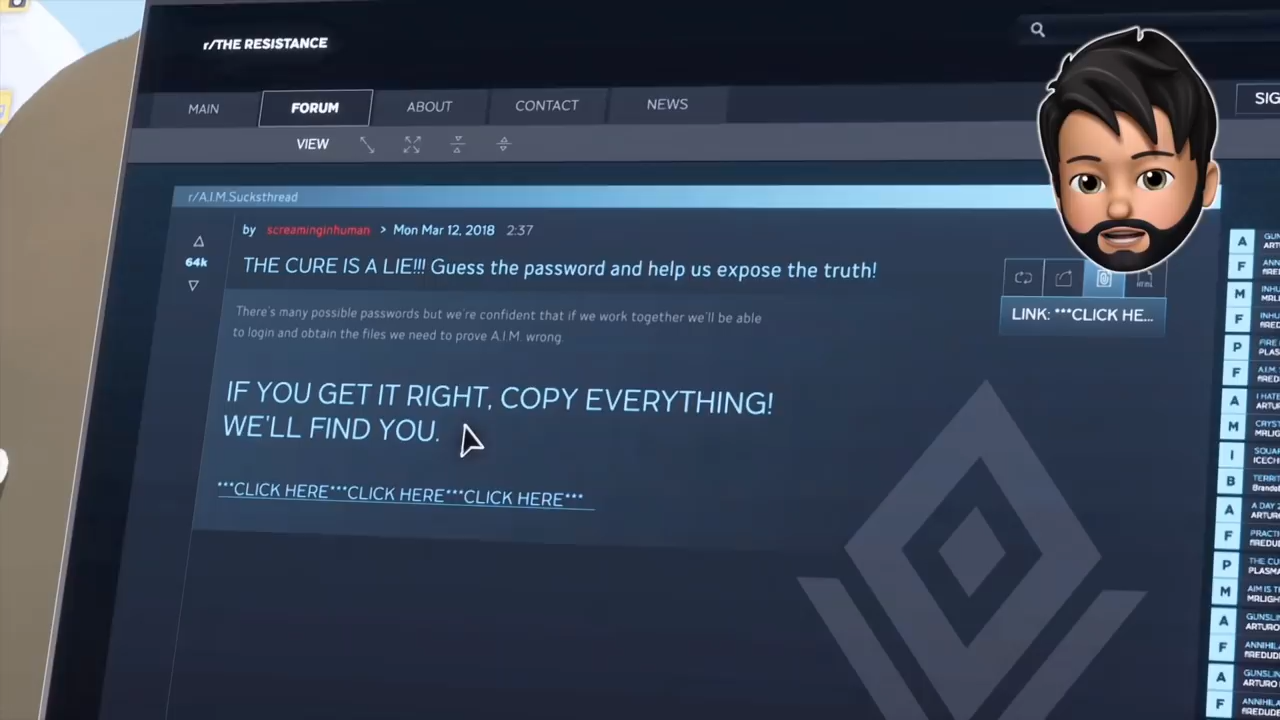 r/THE RESISTANCE
MAIN
FORUM
ABOUT
CONTACT
NEWS
SIG
VIEW
r/A.I.M.Sucksthread
by screaminginhuman > Mon Mar 12, 2018 2:37
64k
THE CURE IS A LIE!!! Guess the password and help us expose the truth!
There's many possible passwords but we're confident that if we work together we'll be able
to login and obtain the files we need to prove A.I.M. wrong.
LINK: ***CLICK HE...
IF YOU GET IT RIGHT, COPY EVERYTHING!
WE'LL FIND YOU.
***CLICK HERE***CLICK HERE***CLICK HERE***
A
F
M
F
P
F
A
M
I
B
A
F
P
M
A
F
A
F